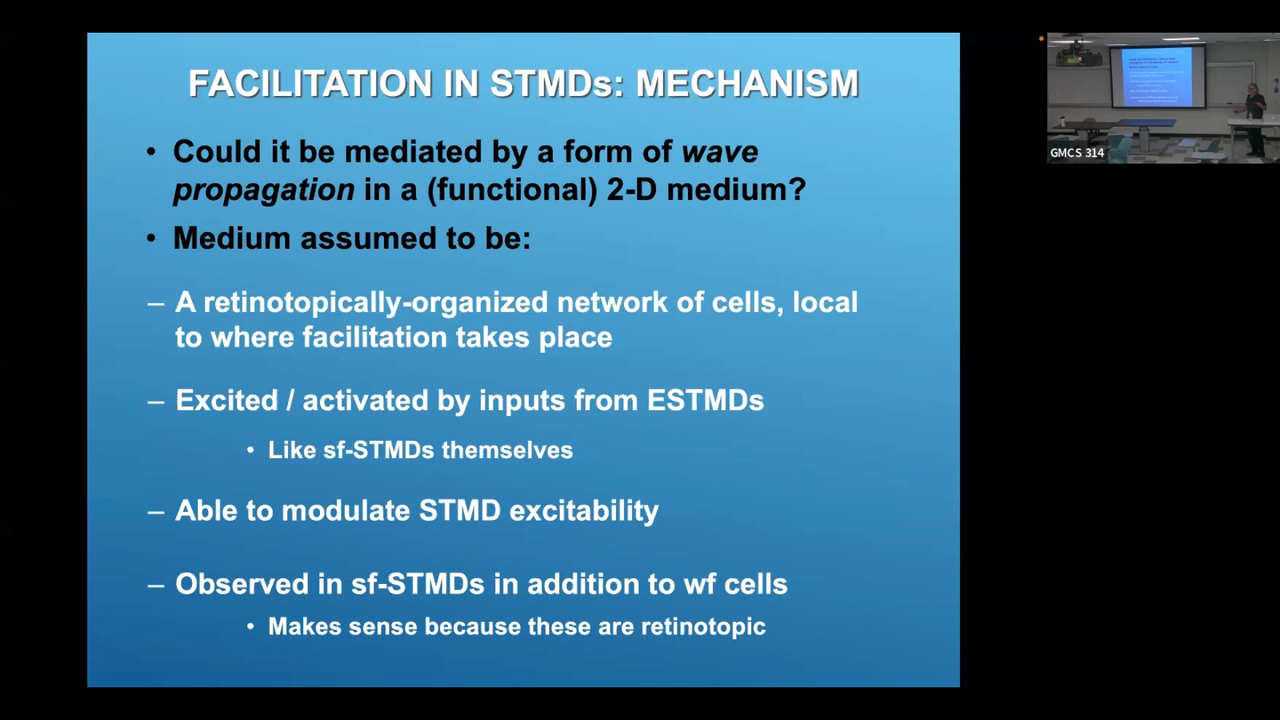 FACILITATION IN STMDs: MECHANISM
• Could it be mediated by a form of wave
propagation in a (functional) 2-D medium?
• Medium assumed to be:
– A retinotopically-organized network of cells, local
to where facilitation takes place
– Excited / activated by inputs from ESTMDs
• Like sf-STMDs themselves
– Able to modulate STMD excitability
– Observed in sf-STMDs in addition to wf cells
• Makes sense because these are retinotopic
GMCS 314